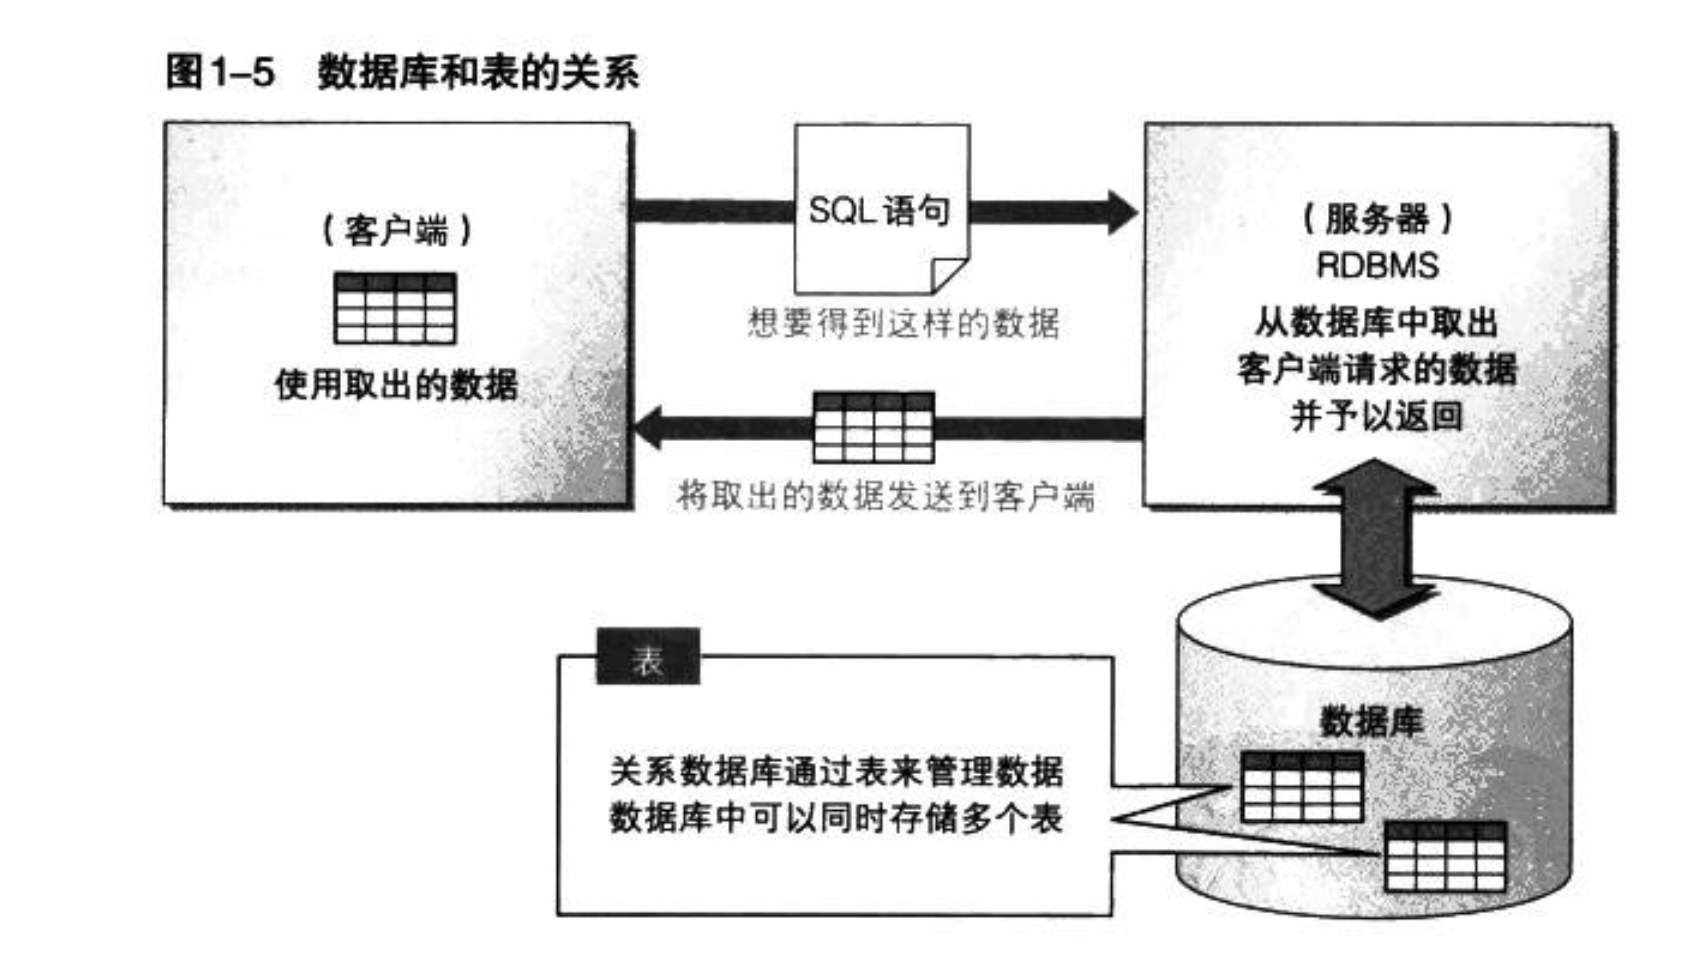 图1-5 数据库和表的关系
（客户端）
使用取出的数据
SQL语句
想要得到这样的数据
将取出的数据发送到客户端
（服务器）
RDBMS
从数据库中取出
客户端请求的数据
并予以返回
表
关系数据库通过表来管理数据
数据库中可以同时存储多个表
数据库